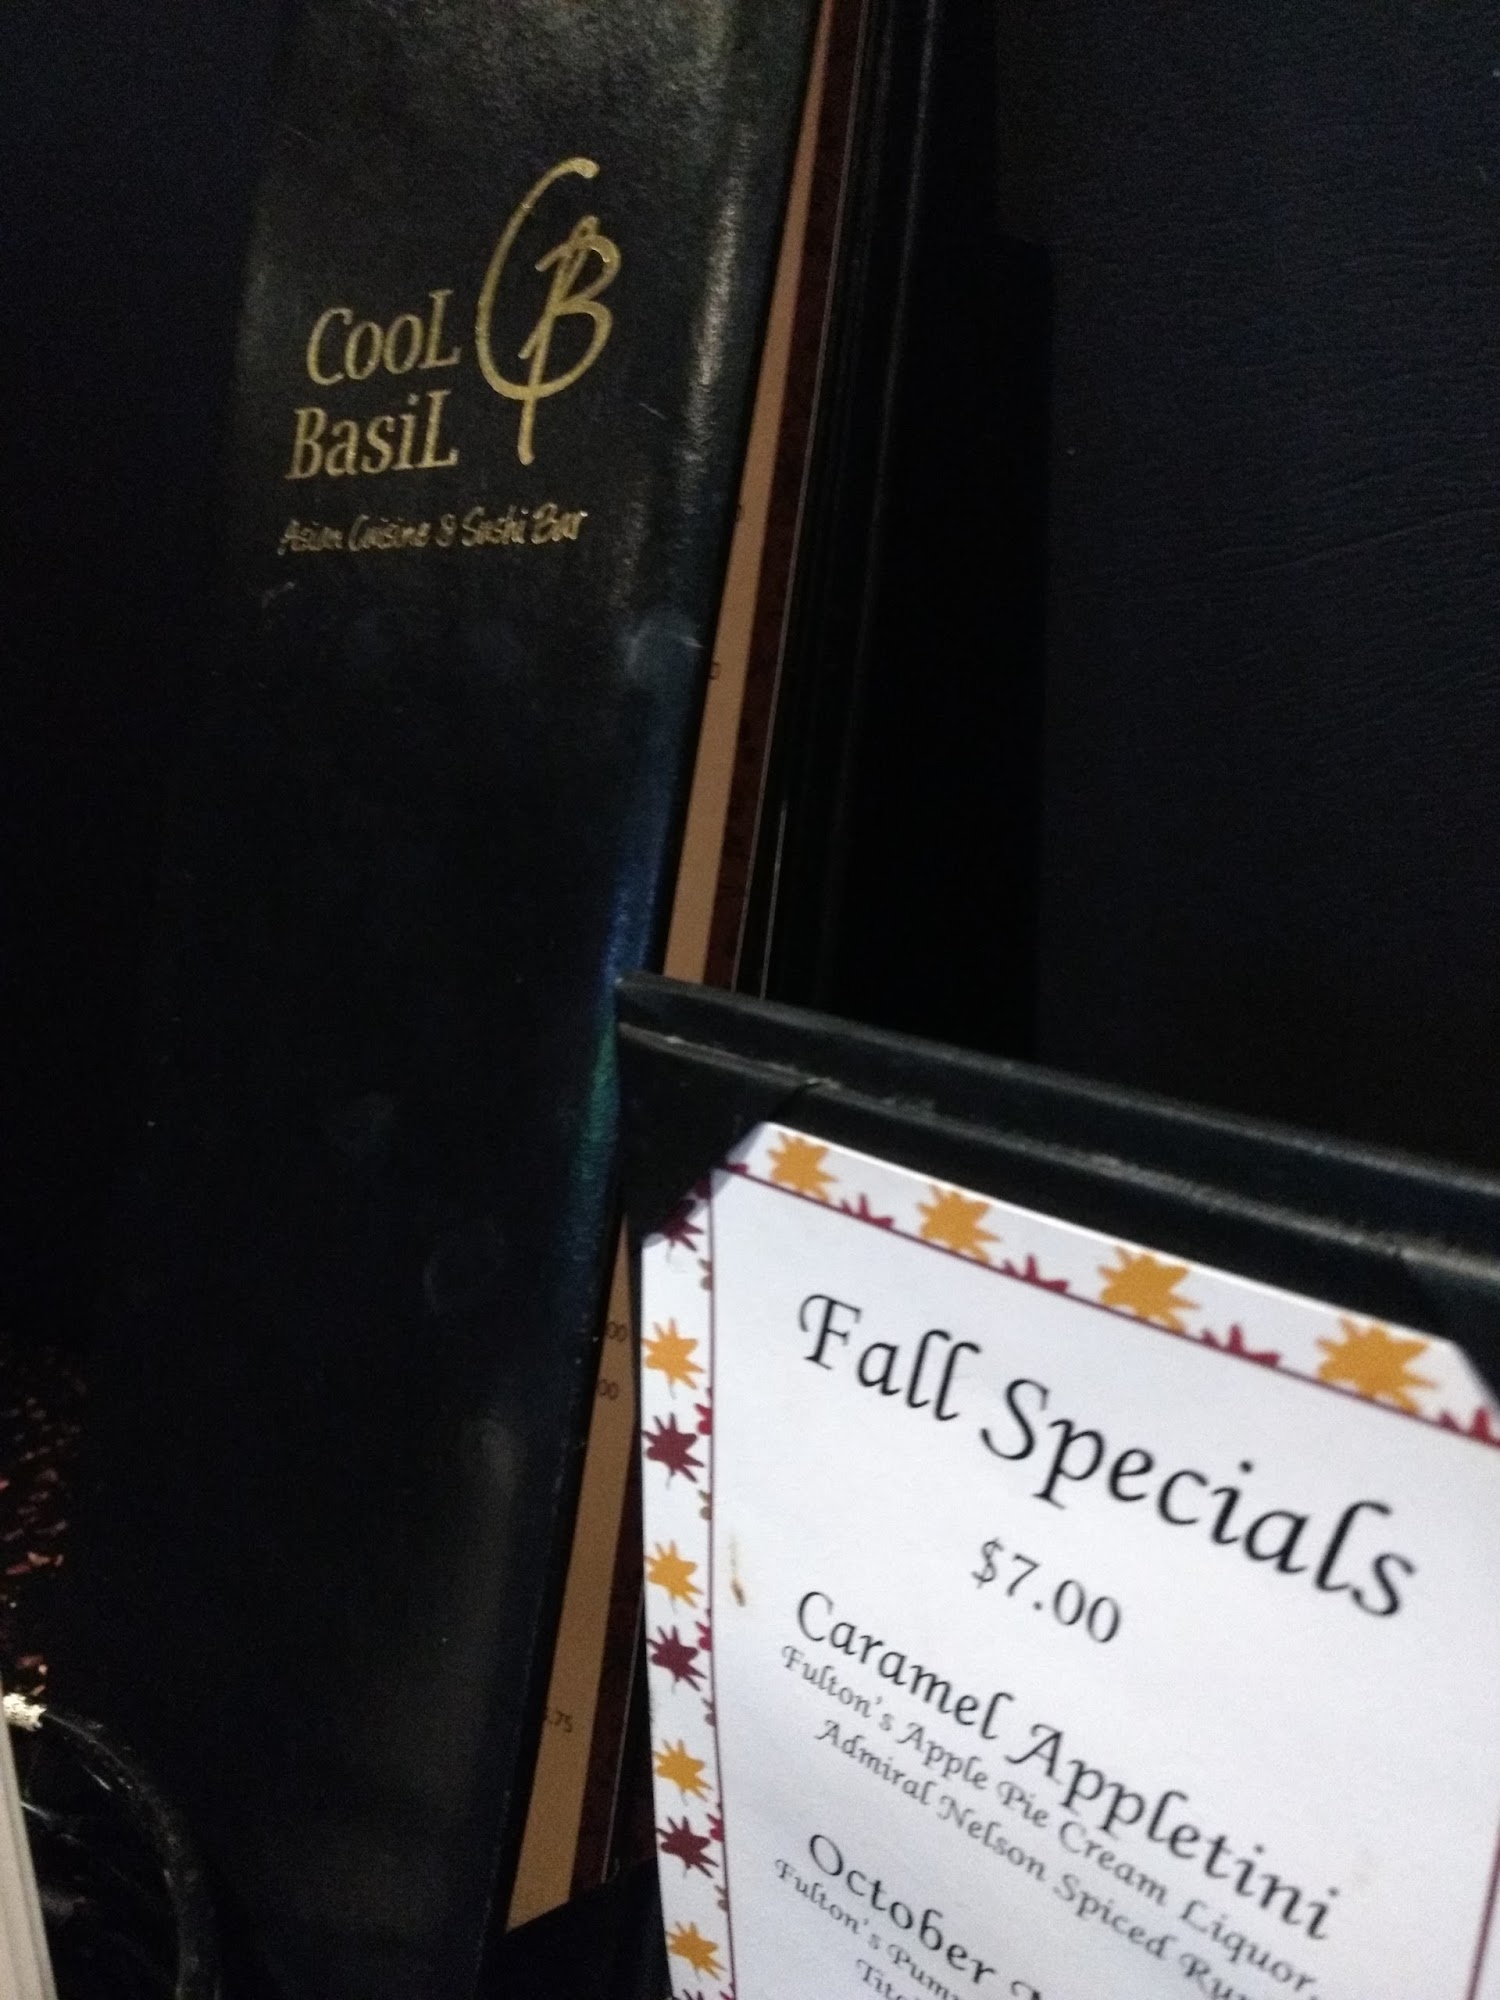 CooL
BasiL
Asian Cuisine & Sushi Bar
Fall Specials
$7.00
Caramel Appletini
Fulton's Apple Pie Cream Liquor,
Admiral Nelson Spiced
October
Fulton's